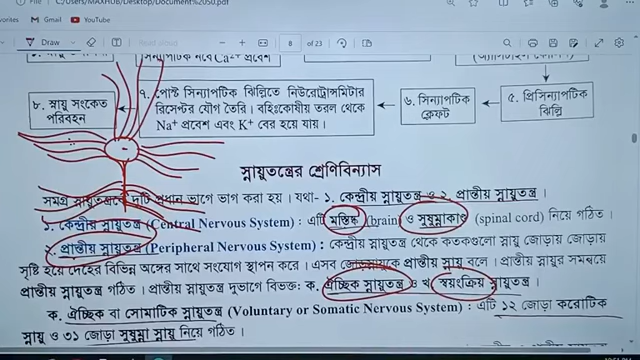 C:/Users/MAXHUB/Desktop/Document%2050.pdf
Gmail YouTube
Draw Read aloud 8 of 23
সিন্যাপটিক নবে Ca²⁺ প্রবেশ
৮. স্নায়ু সংকেত পরিবহন
৭. পোস্ট সিন্যাপটিক ঝিল্লিতে নিউরোট্রান্সমিটার
রিসেপ্টর যৌগ তৈরি। বহিঃকোষীয় তরল থেকে
Na⁺ প্রবেশ এবং K⁺ বের হয়ে যায়।
৬. সিন্যাপটিক ক্লেফট
৫. প্রিসিন্যাপটিক ঝিল্লি
স্নায়ুতন্ত্রের শ্রেণিবিন্যাস
সমগ্র স্নায়ুতন্ত্রকে দুটি প্রধান ভাগে ভাগ করা হয়। যথা- ১. কেন্দ্রীয় স্নায়ুতন্ত্র ও ২. প্রান্তীয় স্নায়ুতন্ত্র।
১. কেন্দ্রীয় স্নায়ুতন্ত্র (Central Nervous System) : এটি মস্তিষ্ক (brain) ও সুষুম্নাকাণ্ড (spinal cord) নিয়ে গঠিত।
২. প্রান্তীয় স্নায়ুতন্ত্র (Peripheral Nervous System) : কেন্দ্রীয় স্নায়ুতন্ত্র থেকে কতকগুলো স্নায়ু জোড়ায় জোড়ায়
সৃষ্টি হয়ে দেহের বিভিন্ন অঙ্গের সাথে সংযোগ স্থাপন করে। এসব জোড়স্নায়ুকে প্রান্তীয় স্নায়ু বলে। প্রান্তীয় স্নায়ুর সমন্বয়ে
প্রান্তীয় স্নায়ুতন্ত্র গঠিত। প্রান্তীয় স্নায়ুতন্ত্র দুভাগে বিভক্ত: ক. ঐচ্ছিক স্নায়ুতন্ত্র ও খ. স্বয়ংক্রিয় স্নায়ুতন্ত্র।
ক. ঐচ্ছিক বা সোমাটিক স্নায়ুতন্ত্র (Voluntary or Somatic Nervous System) : এটি ১২ জোড়া করোটিক
স্নায়ু ও ৩১ জোড়া সুষুম্না স্নায়ু নিয়ে গঠিত।